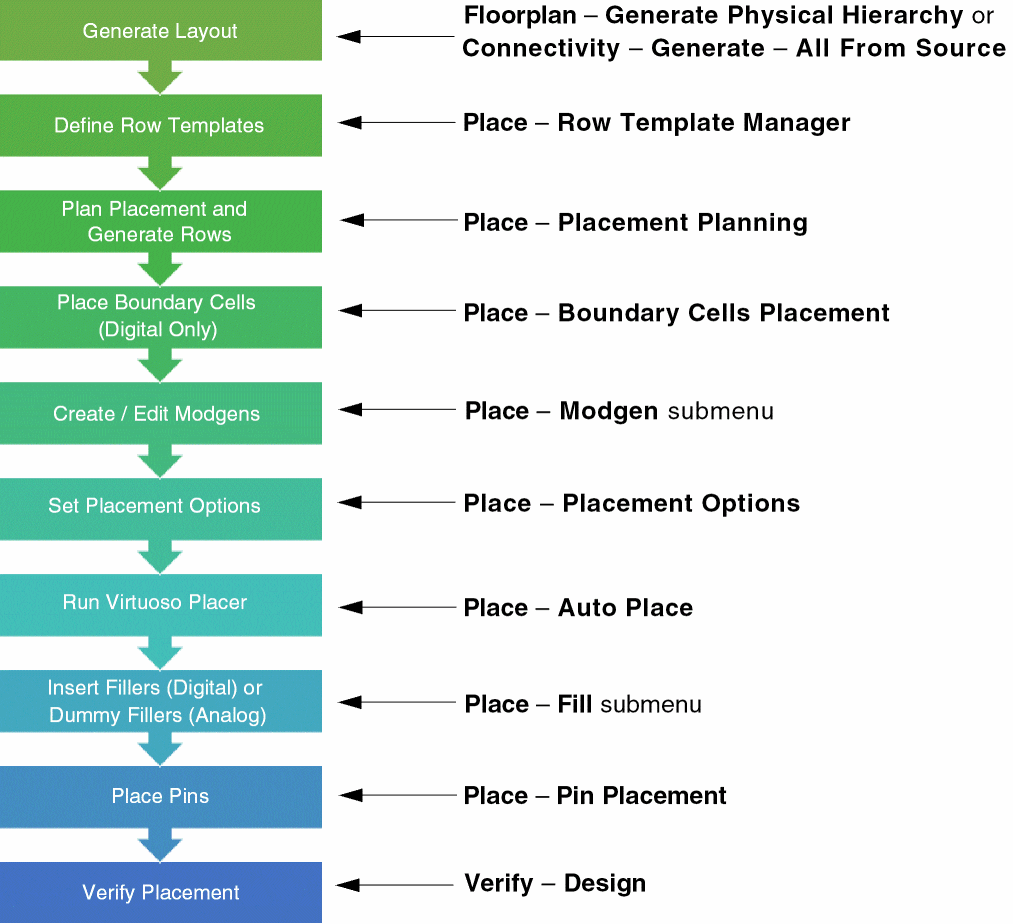 Generate Layout
Floorplan – Generate Physical Hierarchy or
Connectivity – Generate – All From Source
Define Row Templates
Place – Row Template Manager
Plan Placement and
Generate Rows
Place – Placement Planning
Place Boundary Cells
(Digital Only)
Place – Boundary Cells Placement
Create / Edit Modgens
Place – Modgen submenu
Set Placement Options
Place – Placement Options
Run Virtuoso Placer
Place – Auto Place
Insert Fillers (Digital) or
Dummy Fillers (Analog)
Place – Fill submenu
Place Pins
Place – Pin Placement
Verify Placement
Verify – Design